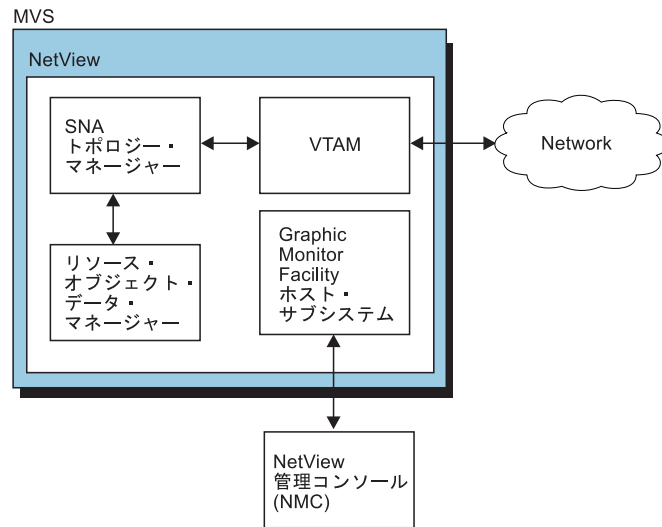 MVS
NetView
SNA
トポロジー・
マネージャー
VTAM
Network
リソース・
オブジェクト・
データ・
マネージャー
Graphic
Monitor
Facility
ホスト・
サブシステム
NetView
管理コンソール
(NMC)